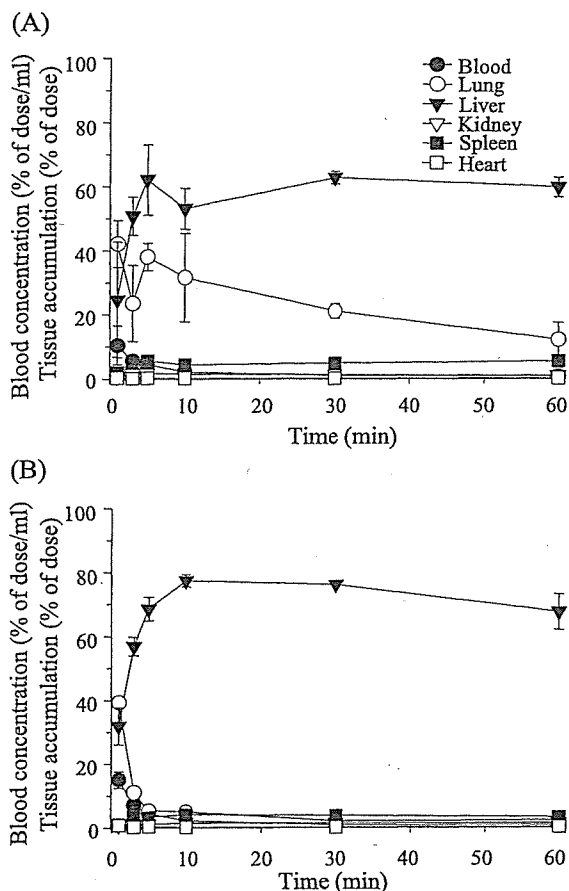 (A)
Blood concentration (% of dose/ml)
Tissue accumulation (% of dose)
100
80
60
40
20
0
Blood
Lung
Liver
Kidney
Spleen
Heart
0 10 20 30 40 50 60
Time (min)
(B)
Blood concentration (% of dose/ml)
Tissue accumulation (% of dose)
100
80
60
40
20
0
0 10 20 30 40 50 60
Time (min)